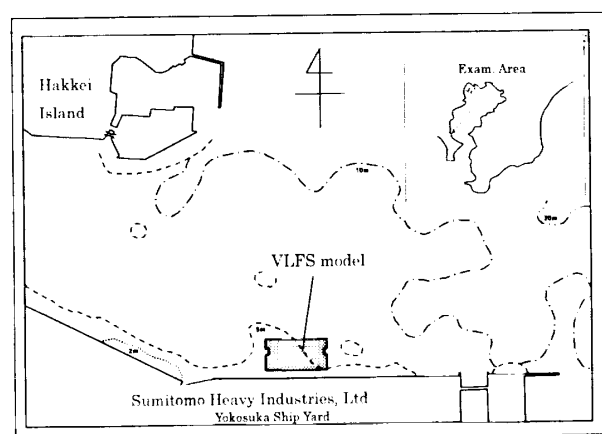 Hakkei
Island
Exam. Area
10m
20m
VLFS model
5m
2m
Sumitomo Heavy Industries, Ltd
Yokosuka Ship Yard